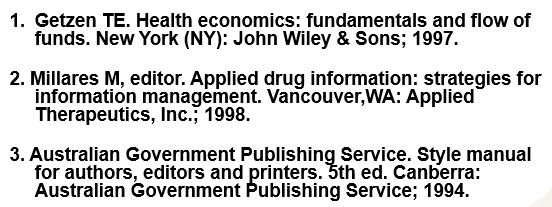 1. Getzen TE. Health economics: fundamentals and flow of
funds. New York (NY): John Wiley & Sons; 1997.
2. Millares M, editor. Applied drug information: strategies for
information management. Vancouver,WA: Applied
Therapeutics, Inc.; 1998.
3. Australian Government Publishing Service. Style manual
for authors, editors and printers. 5th ed. Canberra:
Australian Government Publishing Service; 1994.